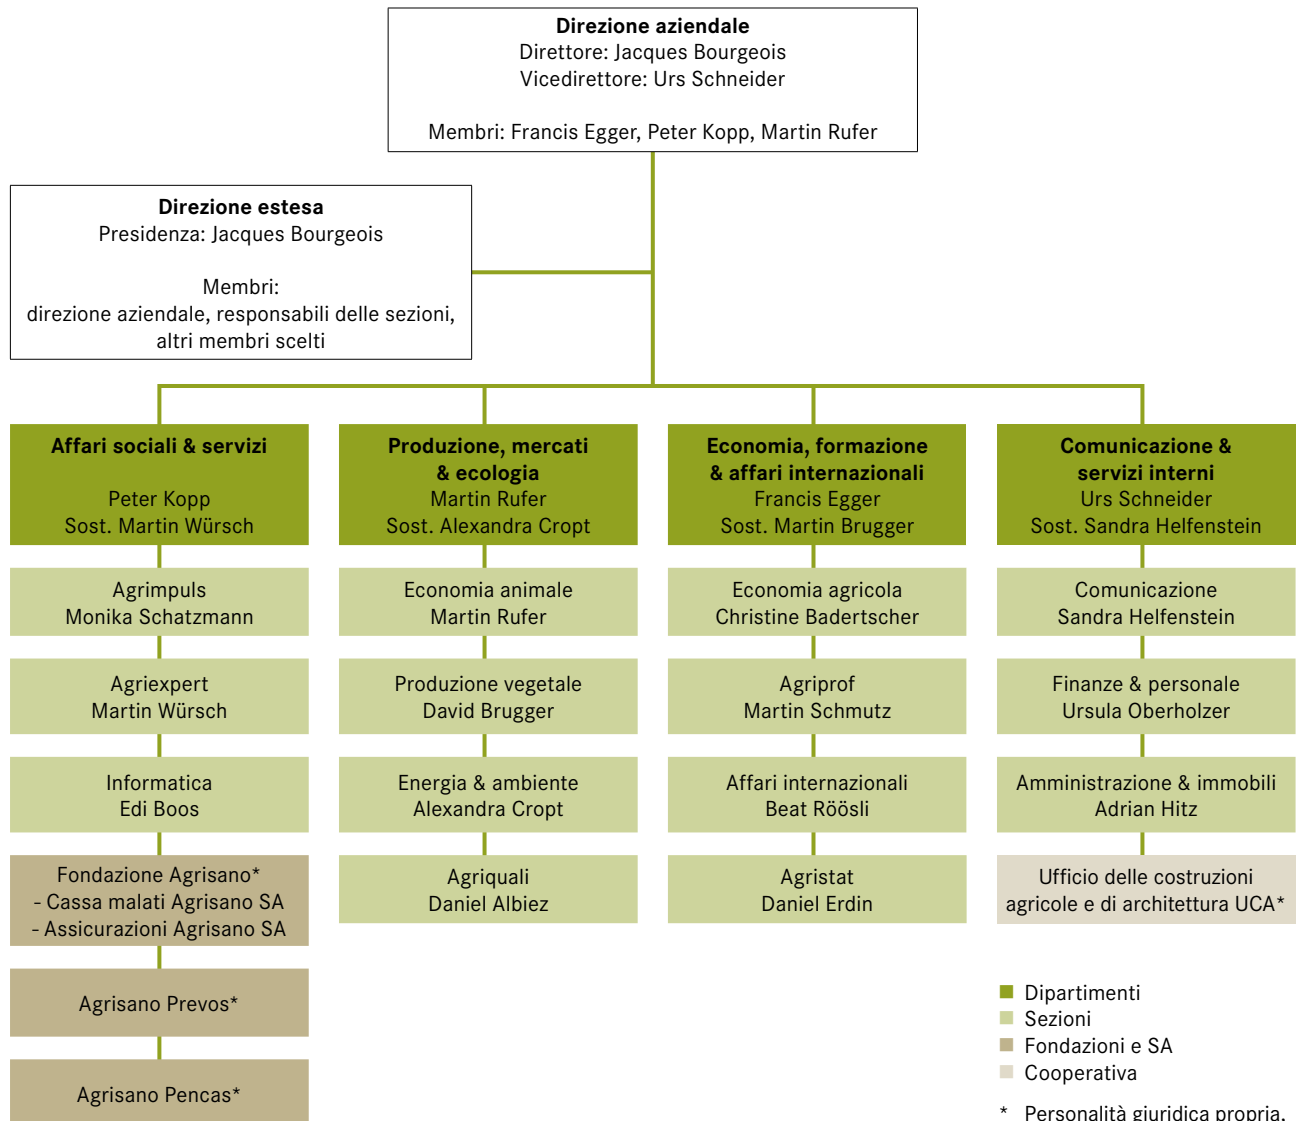 Direzione aziendale
Direttore: Jacques Bourgeois
Vicedirettore: Urs Schneider
Membri: Francis Egger, Peter Kopp, Martin Rufer
Direzione estesa
Presidenza: Jacques Bourgeois
Membri:
direzione aziendale, responsabili delle sezioni,
altri membri scelti
Affari sociali & servizi
Peter Kopp
Sost. Martin Würsch
Agrimpuls
Monika Schatzmann
Agriexpert
Martin Würsch
Informatica
Edi Boos
Fondazione Agrisano*
- Cassa malati Agrisano SA
- Assicurazioni Agrisano SA
Agrisano Prevos*
Agrisano Pencas*
Produzione, mercati
& ecologia
Martin Rufer
Sost. Alexandra Cropt
Economia animale
Martin Rufer
Produzione vegetale
David Brugger
Energia & ambiente
Alexandra Cropt
Agriquali
Daniel Albiez
Economia, formazione
& affari internazionali
Francis Egger
Sost. Martin Brugger
Economia agricola
Christine Badertscher
Agriprof
Martin Schmutz
Affari internazionali
Beat Röösli
Agristat
Daniel Erdin
Comunicazione &
servizi interni
Urs Schneider
Sost. Sandra Helfenstein
Comunicazione
Sandra Helfenstein
Finanze & personale
Ursula Oberholzer
Amministrazione & immobili
Adrian Hitz
Ufficio delle costruzioni
agricole e di architettura UCA*
Dipartimenti
Sezioni
Fondazioni e SA
Cooperativa
* Personalità giuridica propria,